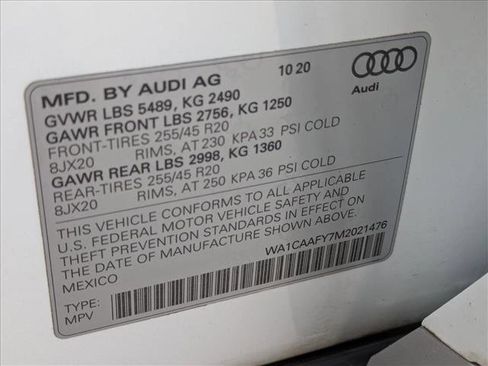 MFD. BY AUDI AG 10 20
Audi
GVWR LBS 5489, KG 2490
GAWR FRONT LBS 2756, KG 1250
FRONT-TIRES 255/45 R20
8JX20 RIMS, AT 230 KPA 33 PSI COLD
GAWR REAR LBS 2998, KG 1360
REAR-TIRES 255/45 R20
8JX20 RIMS, AT 250 KPA 36 PSI COLD
THIS VEHICLE CONFORMS TO ALL APPLICABLE
U.S. FEDERAL MOTOR VEHICLE SAFETY AND
THEFT PREVENTION STANDARDS IN EFFECT ON
THE DATE OF MANUFACTURE SHOWN ABOVE.
MEXICO WA1CAAFY7M2021476
TYPE:
MPV